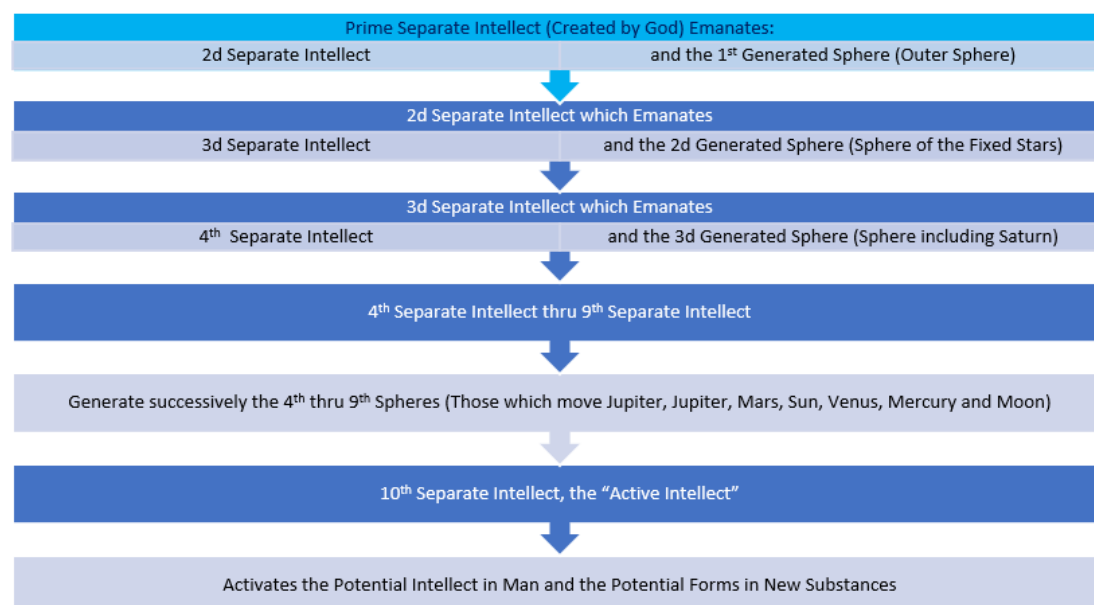 Prime Separate Intellect (Created by God) Emanates:
2d Separate Intellect
and the 1st Generated Sphere (Outer Sphere)
2d Separate Intellect which Emanates
3d Separate Intellect
and the 2d Generated Sphere (Sphere of the Fixed Stars)
3d Separate Intellect which Emanates
4th Separate Intellect
and the 3d Generated Sphere (Sphere including Saturn)
4th Separate Intellect thru 9th Separate Intellect
Generate successively the 4th thru 9th Spheres (Those which move Jupiter, Jupiter, Mars, Sun, Venus, Mercury and Moon)
10th Separate Intellect, the “Active Intellect”
Activates the Potential Intellect in Man and the Potential Forms in New Substances